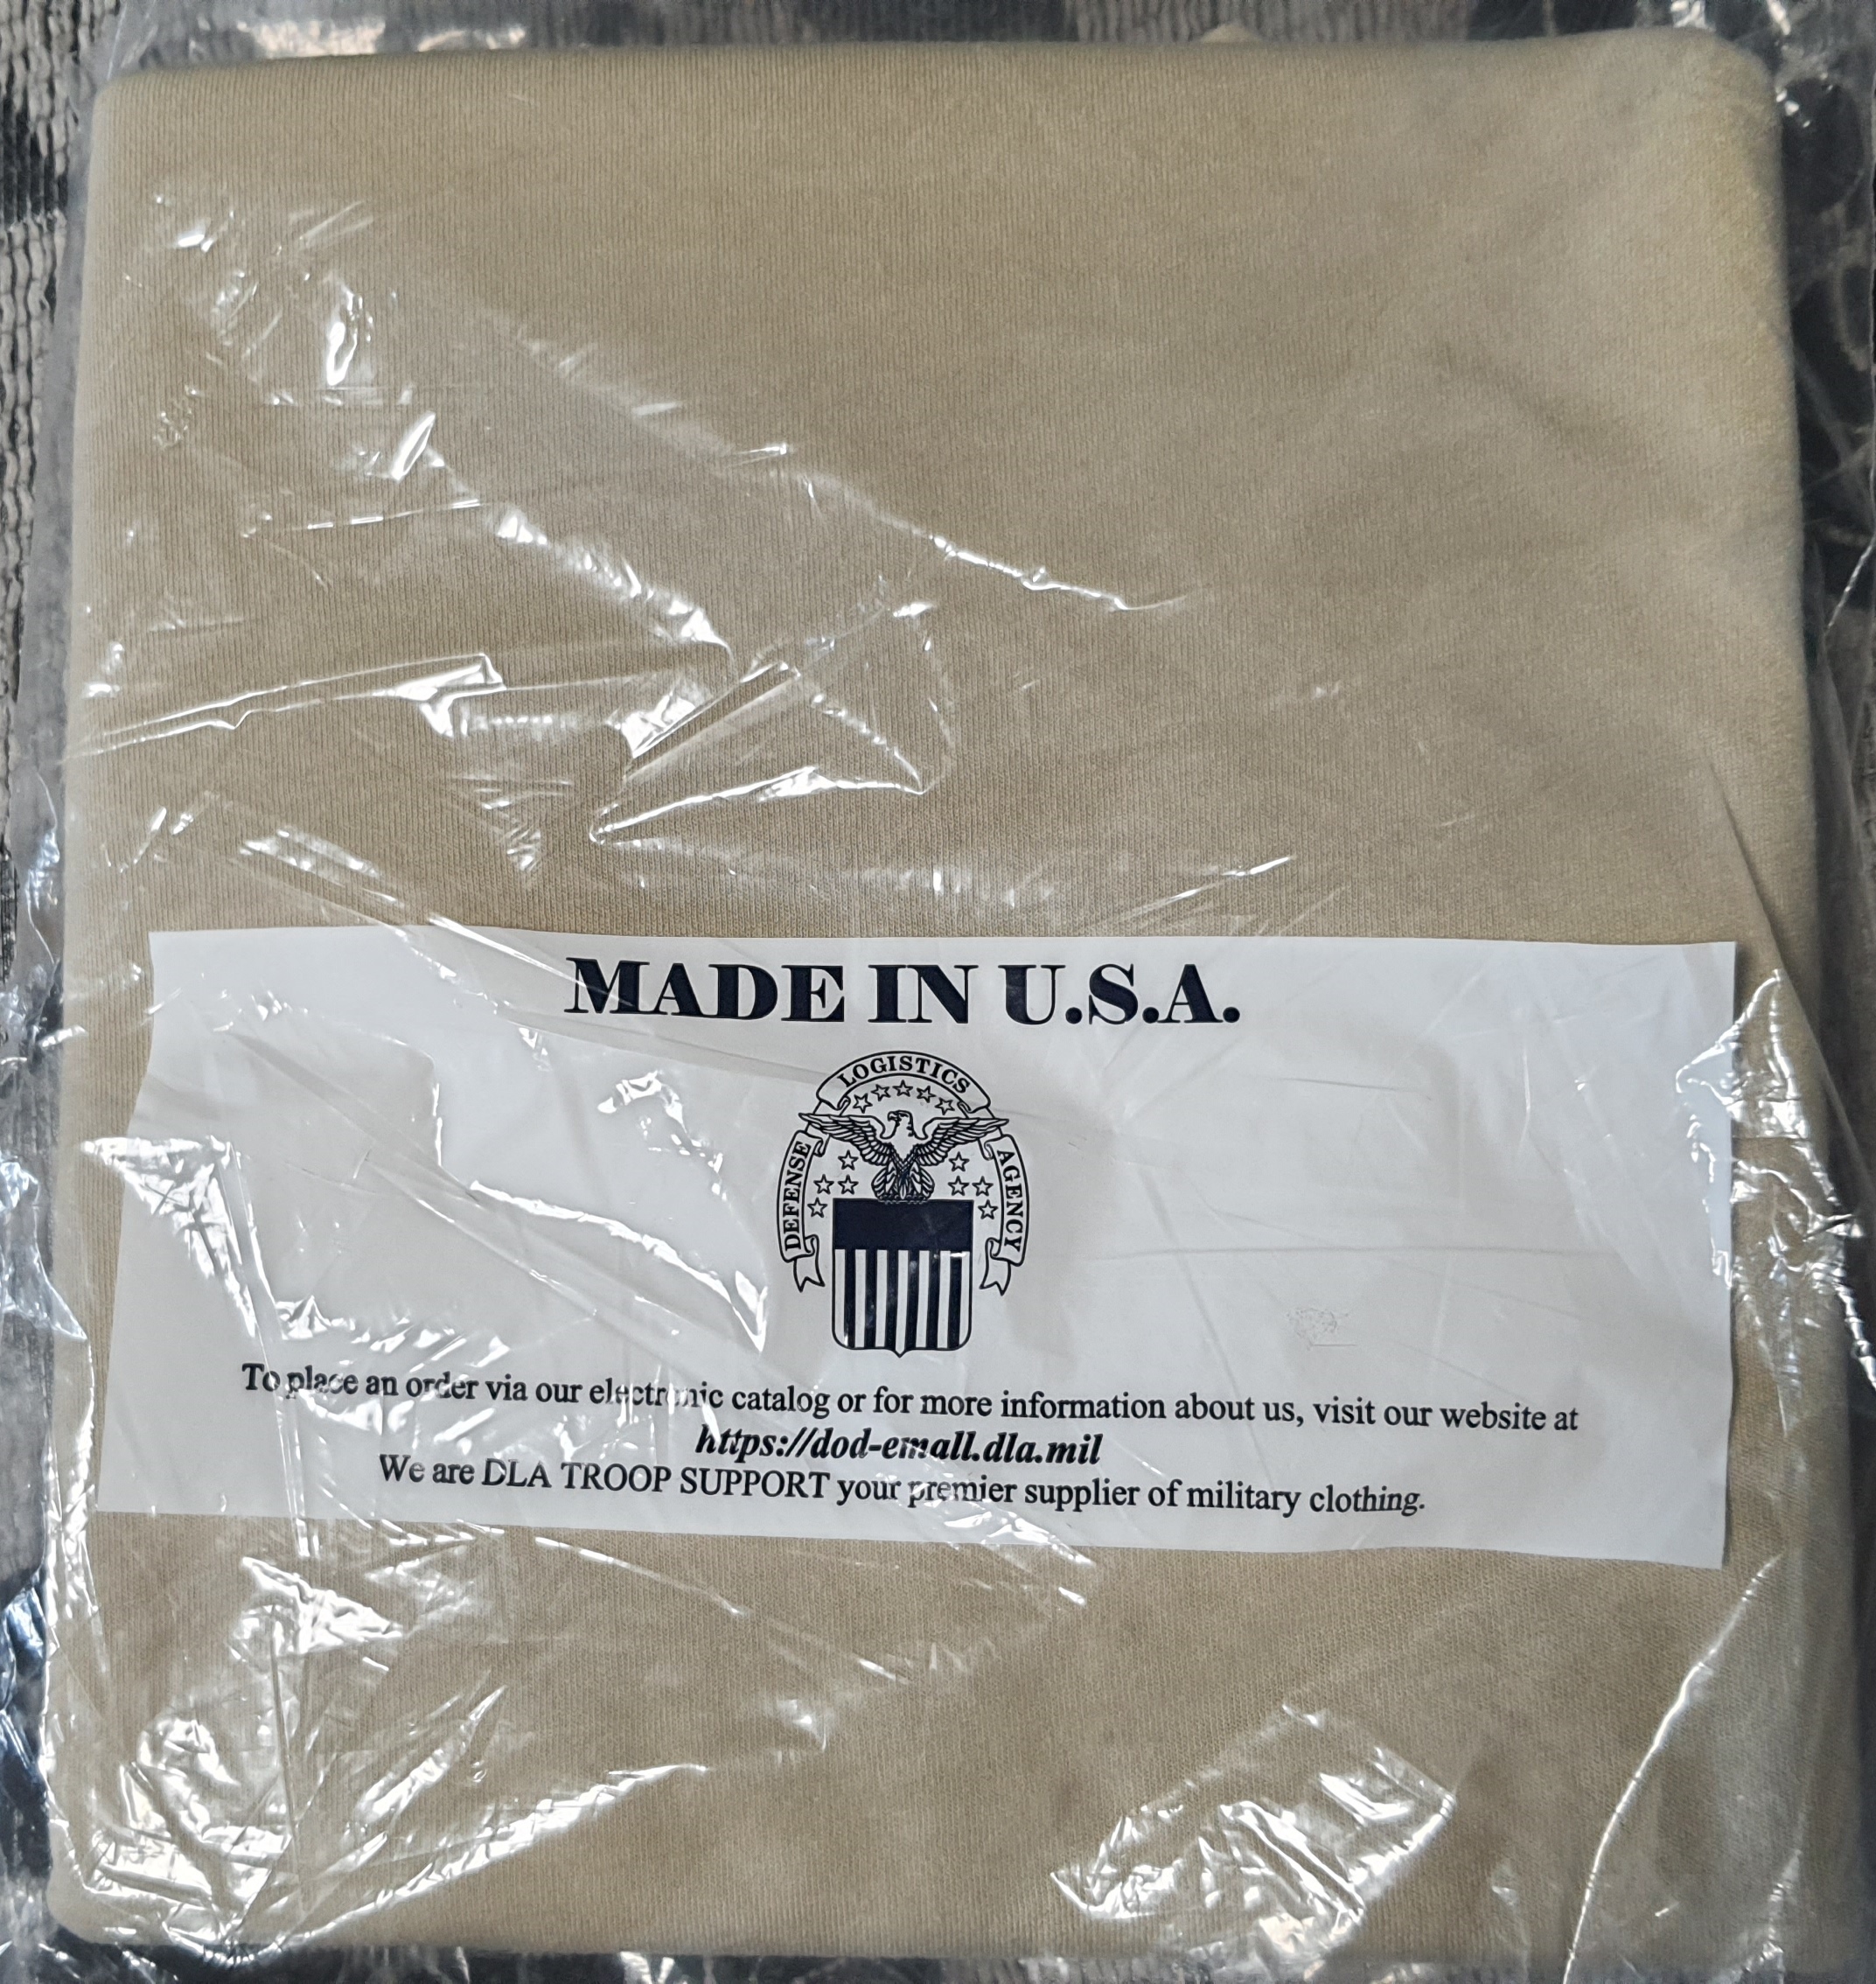 MADE IN U.S.A.
LOGISTICS
DEFENSE
AGENCY
To place an order via our electronic catalog or for more information about us, visit our website at
https://dod-emall.dla.mil
We are DLA TROOP SUPPORT your premier supplier of military clothing.